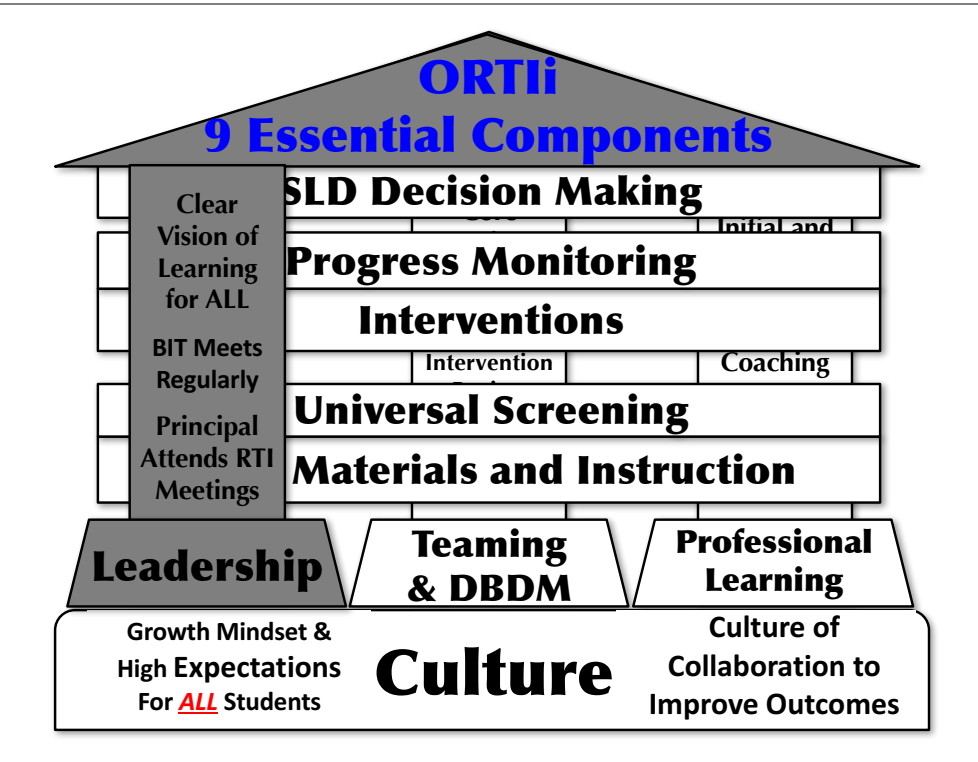 ORTIi
9 Essential Components
SLD Decision Making
Initial and
Progress Monitoring
Interventions
Intervention
Coaching
Universal Screening
Materials and Instruction
Clear
Vision of
Learning
for ALL
BIT Meets
Regularly
Principal
Attends RTI
Meetings
Leadership
Teaming
& DBDM
Professional
Learning
Growth Mindset &
High Expectations
For ALL Students
Culture
Culture of
Collaboration to
Improve Outcomes